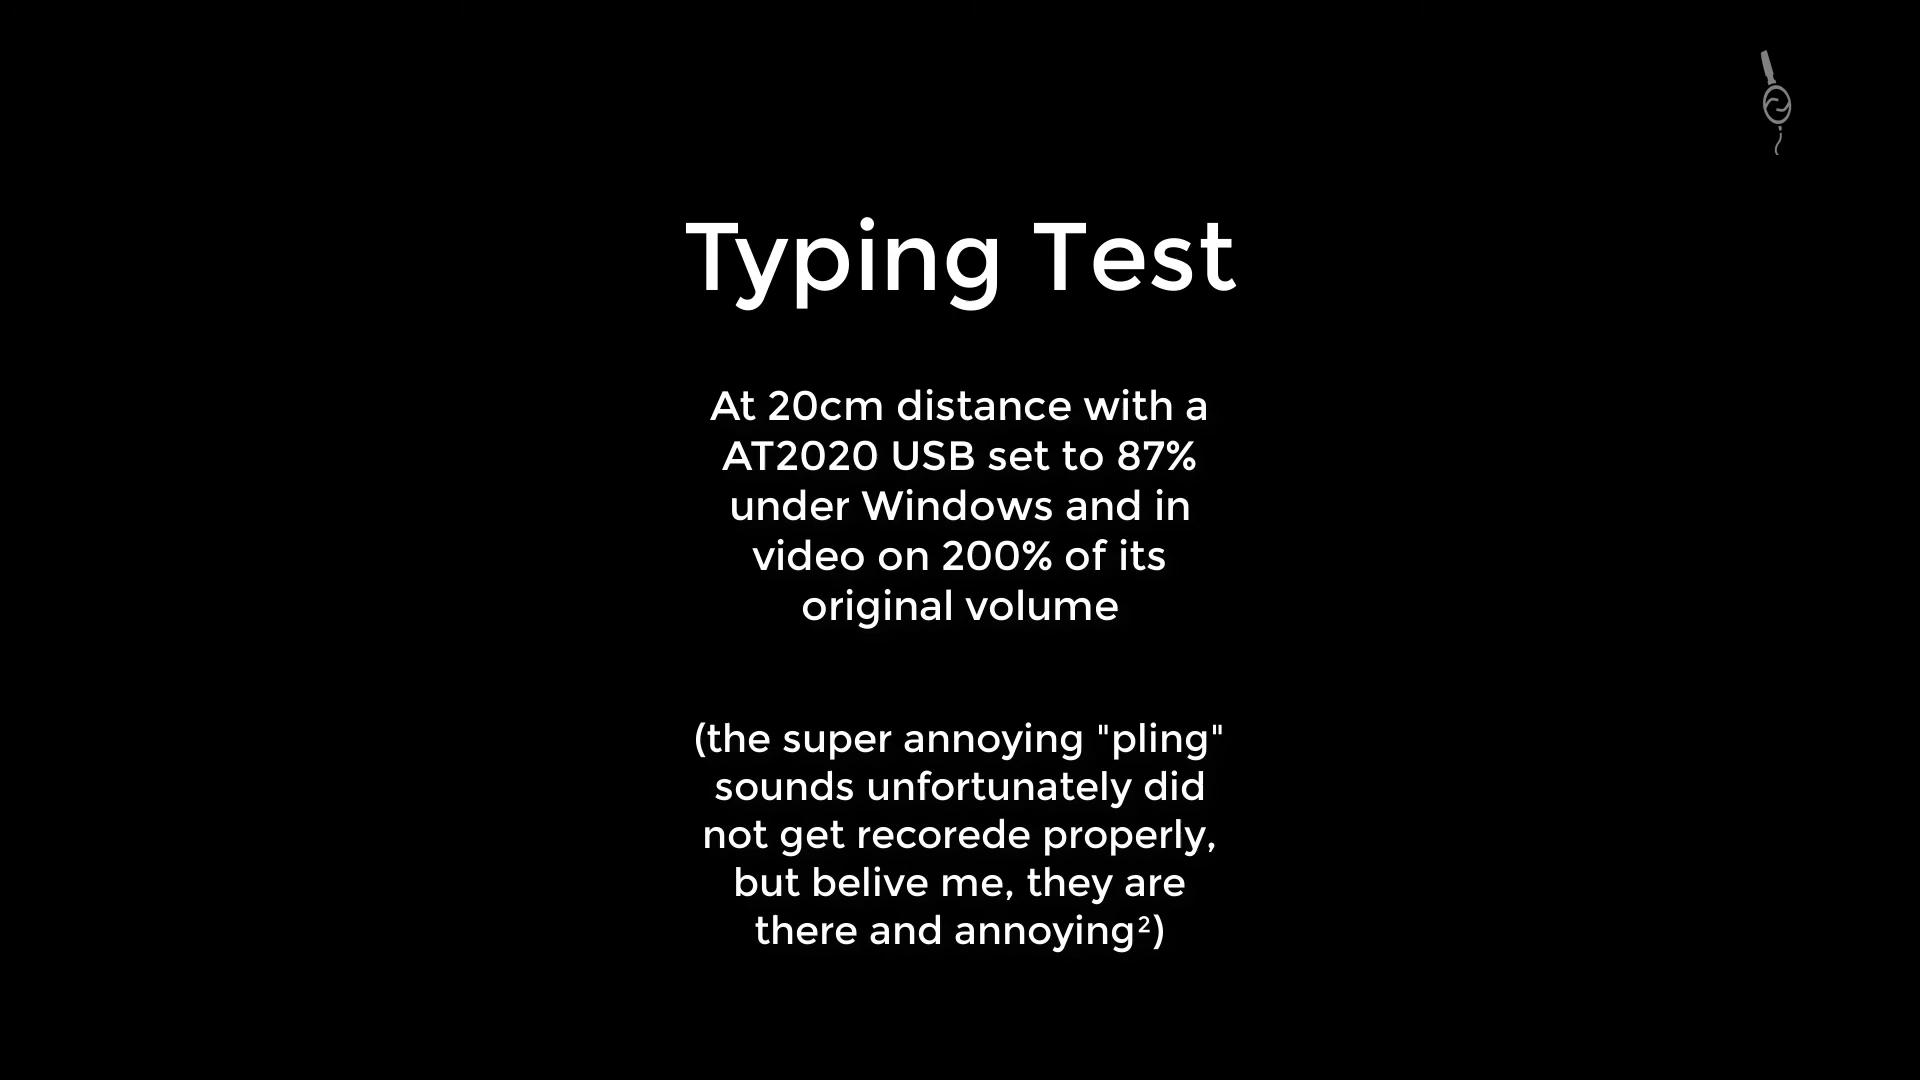 Typing Test
At 20cm distance with a
AT2020 USB set to 87%
under Windows and in
video on 200% of its
original volume
(the super annoying "pling"
sounds unfortunately did
not get recorede properly,
but belive me, they are
there and annoying²)